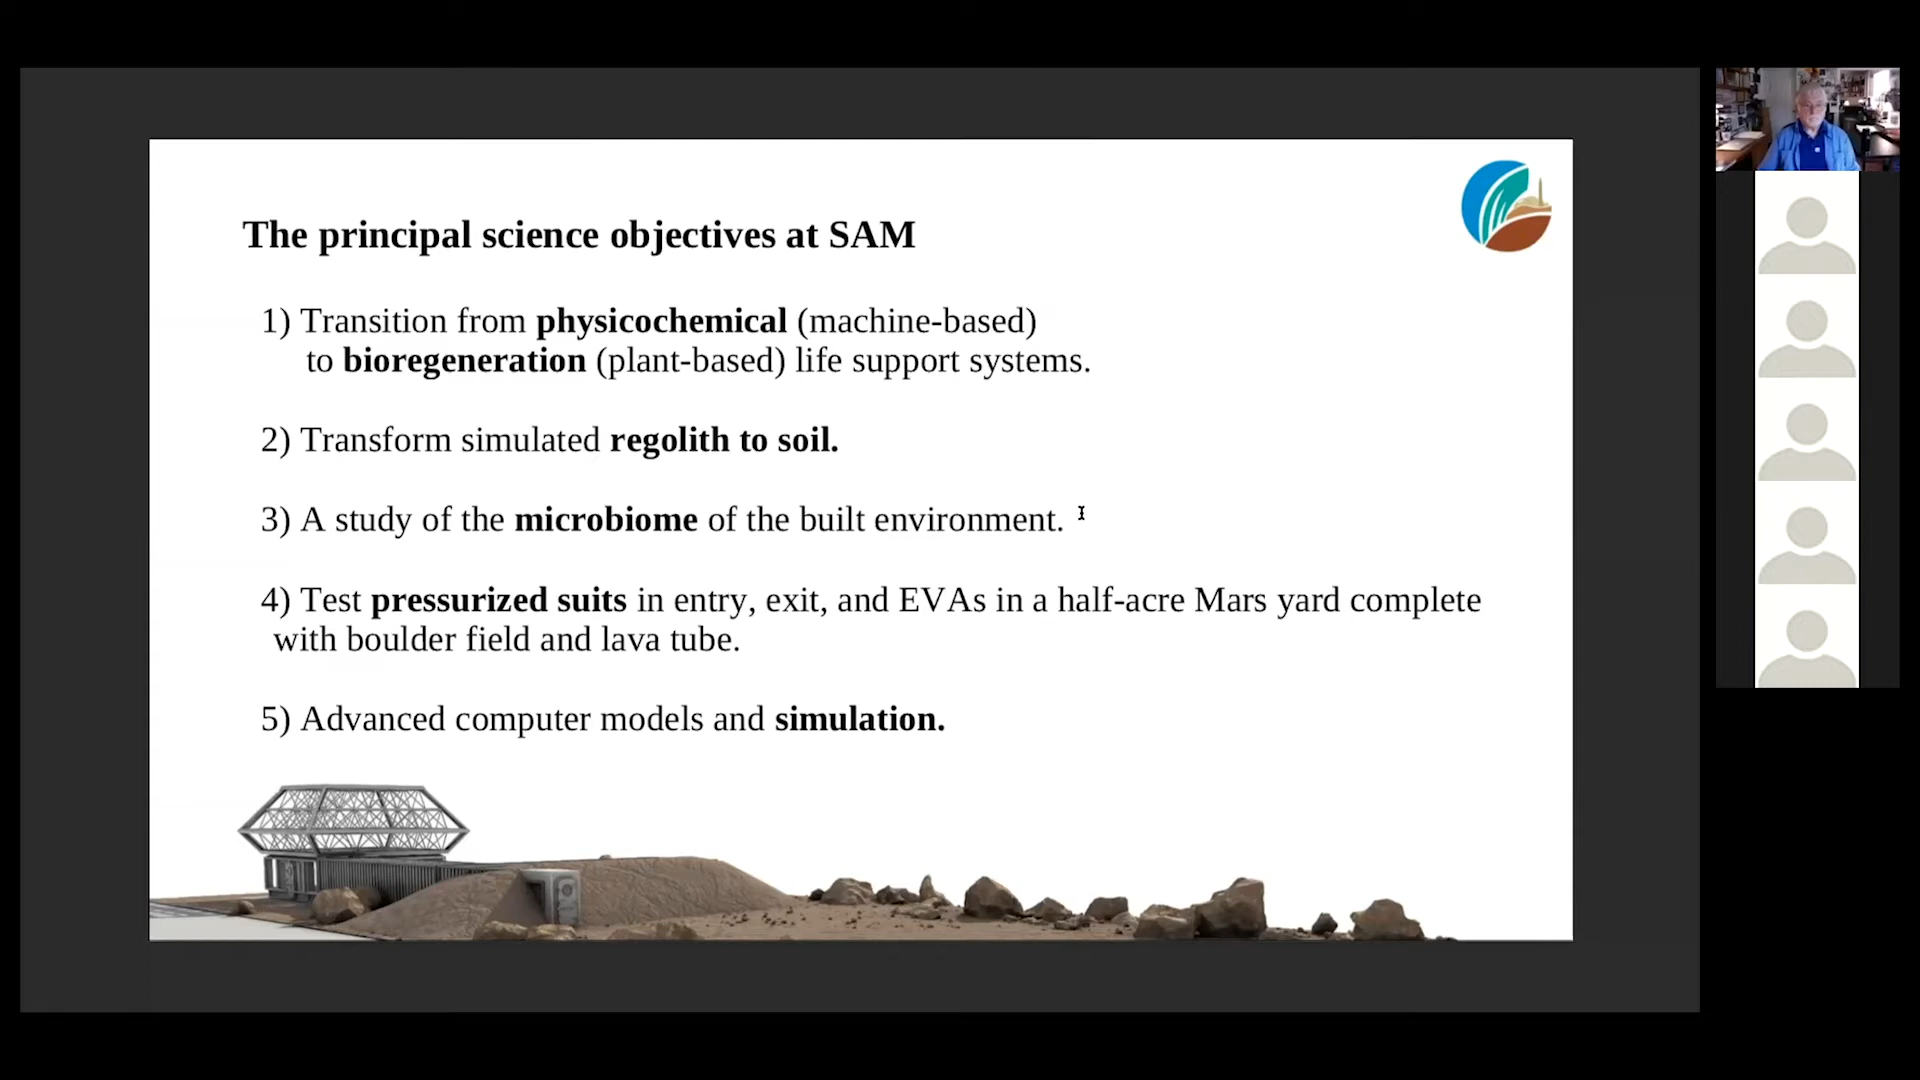 The principal science objectives at SAM
1) Transition from physicochemical (machine-based)
to bioregeneration (plant-based) life support systems.
2) Transform simulated regolith to soil.
3) A study of the microbiome of the built environment.
4) Test pressurized suits in entry, exit, and EVAs in a half-acre Mars yard complete
with boulder field and lava tube.
5) Advanced computer models and simulation.